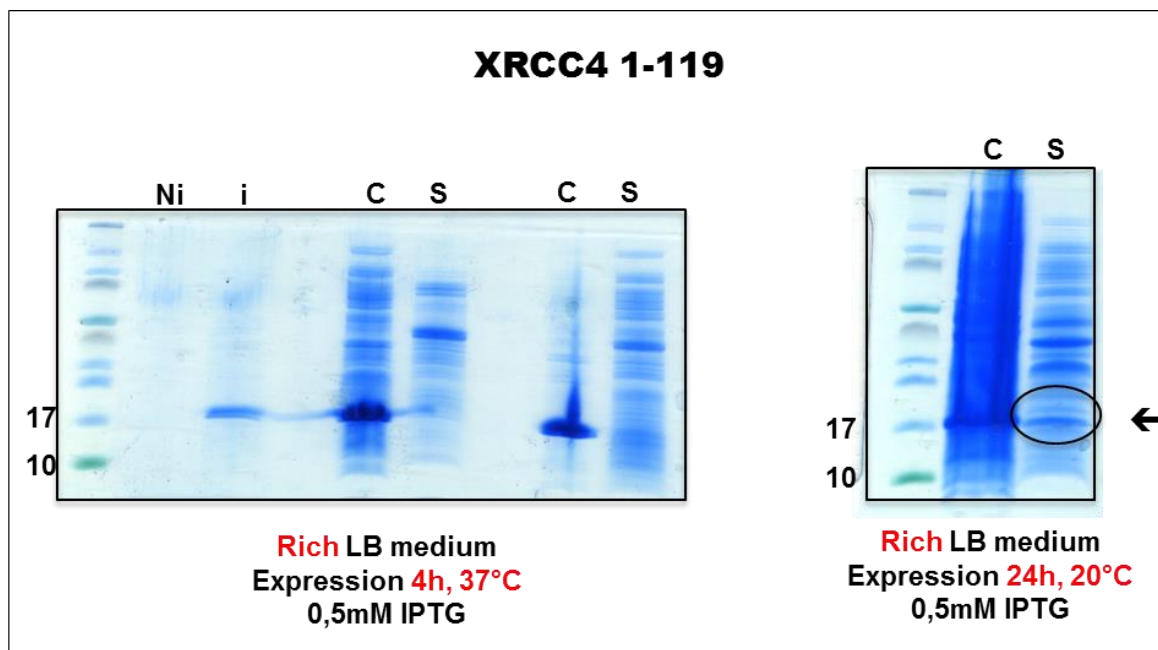 XRCC4 1-119
Ni i C S C S
17
10
Rich LB medium
Expression 4h, 37°C
0,5mM IPTG
C S
17
10
Rich LB medium
Expression 24h, 20°C
0,5mM IPTG